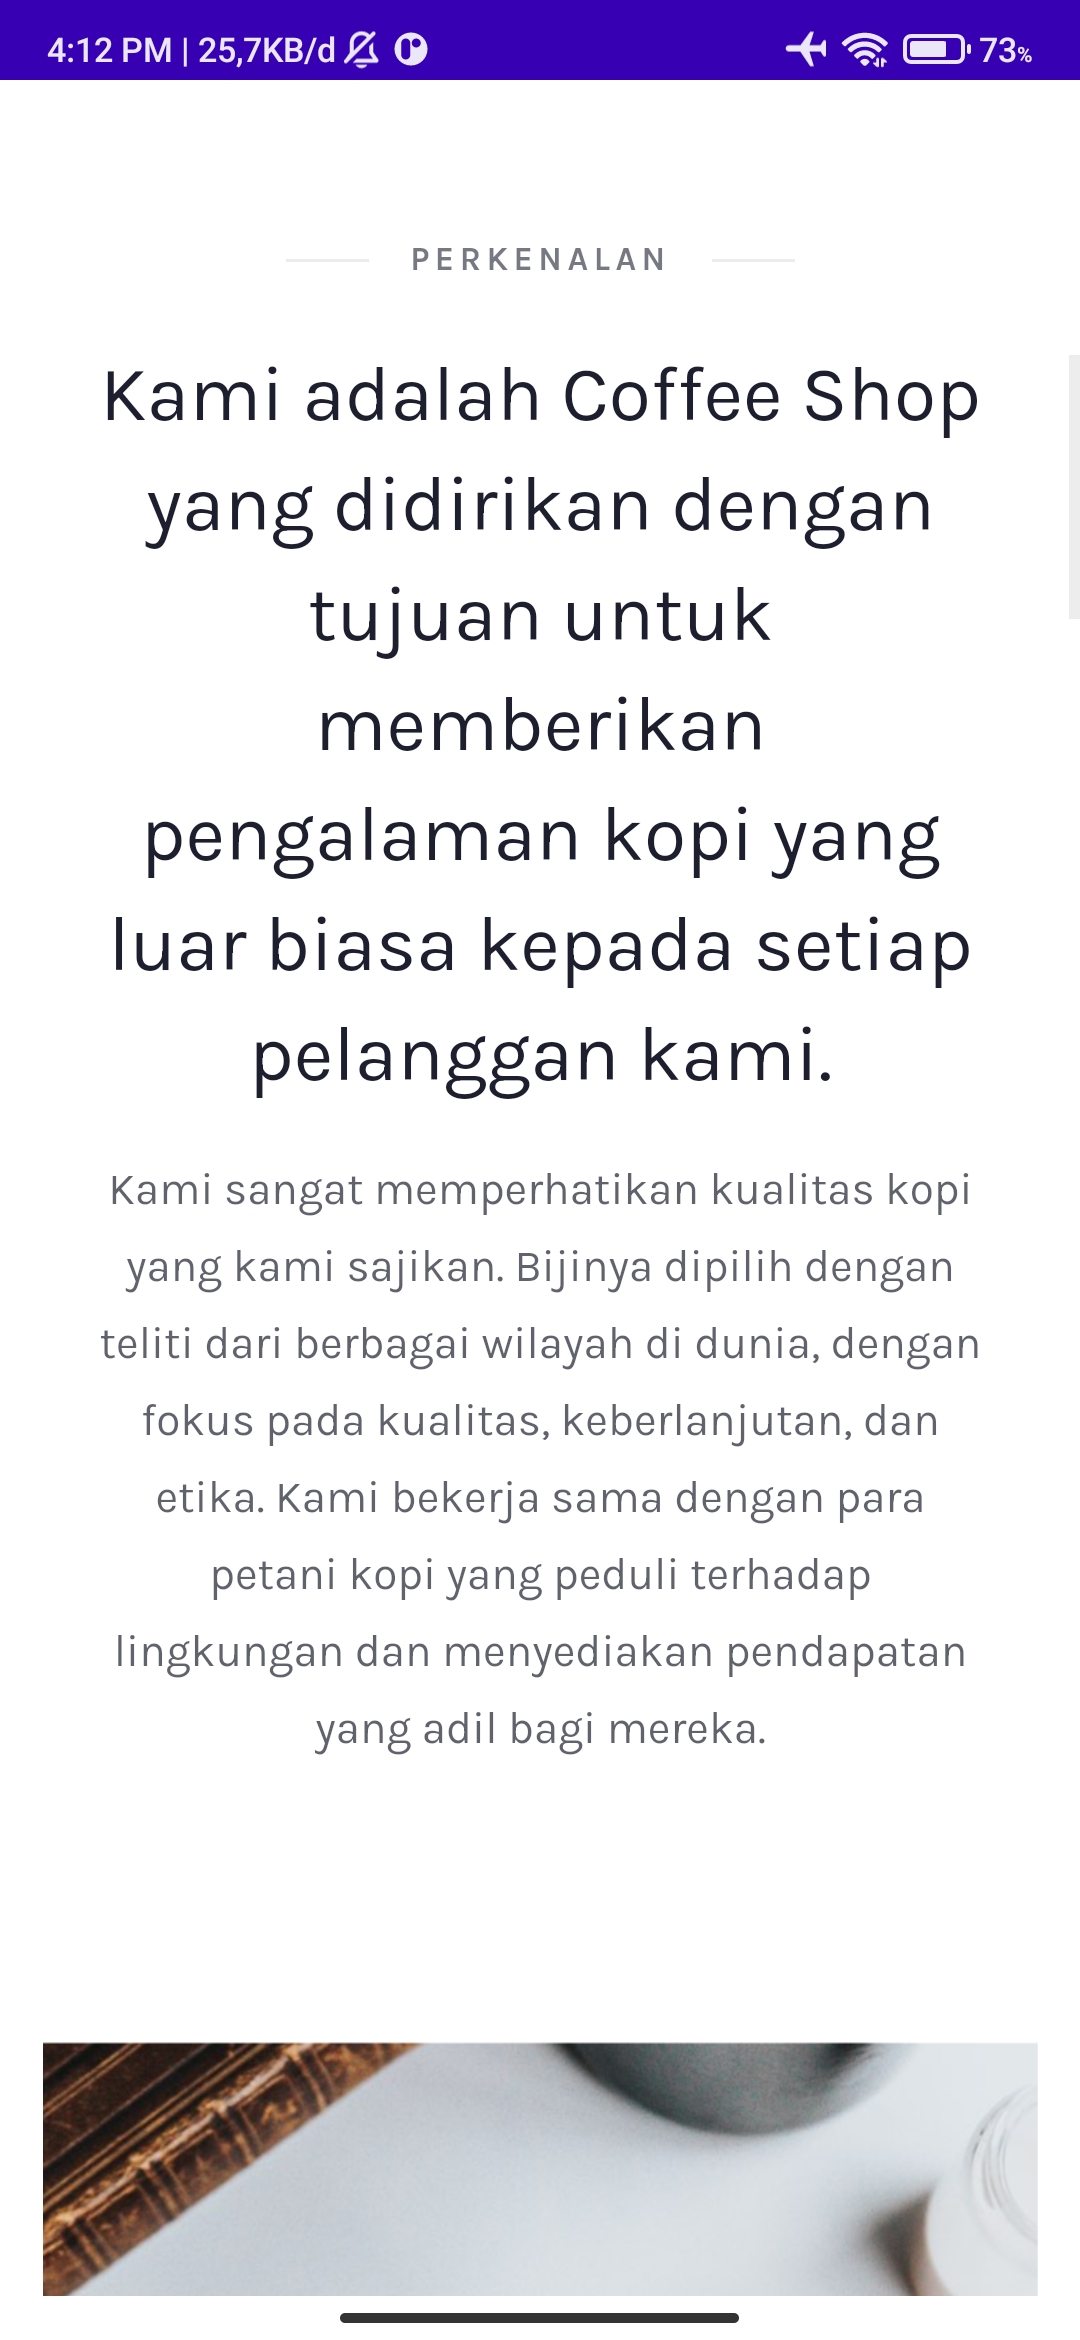 4:12 PM | 25,7KB/d
73%
PERKENALAN
Kami adalah Coffee Shop
yang didirikan dengan
tujuan untuk
memberikan
pengalaman kopi yang
luar biasa kepada setiap
pelanggan kami.
Kami sangat memperhatikan kualitas kopi
yang kami sajikan. Bijinya dipilih dengan
teliti dari berbagai wilayah di dunia, dengan
fokus pada kualitas, keberlanjutan, dan
etika. Kami bekerja sama dengan para
petani kopi yang peduli terhadap
lingkungan dan menyediakan pendapatan
yang adil bagi mereka.